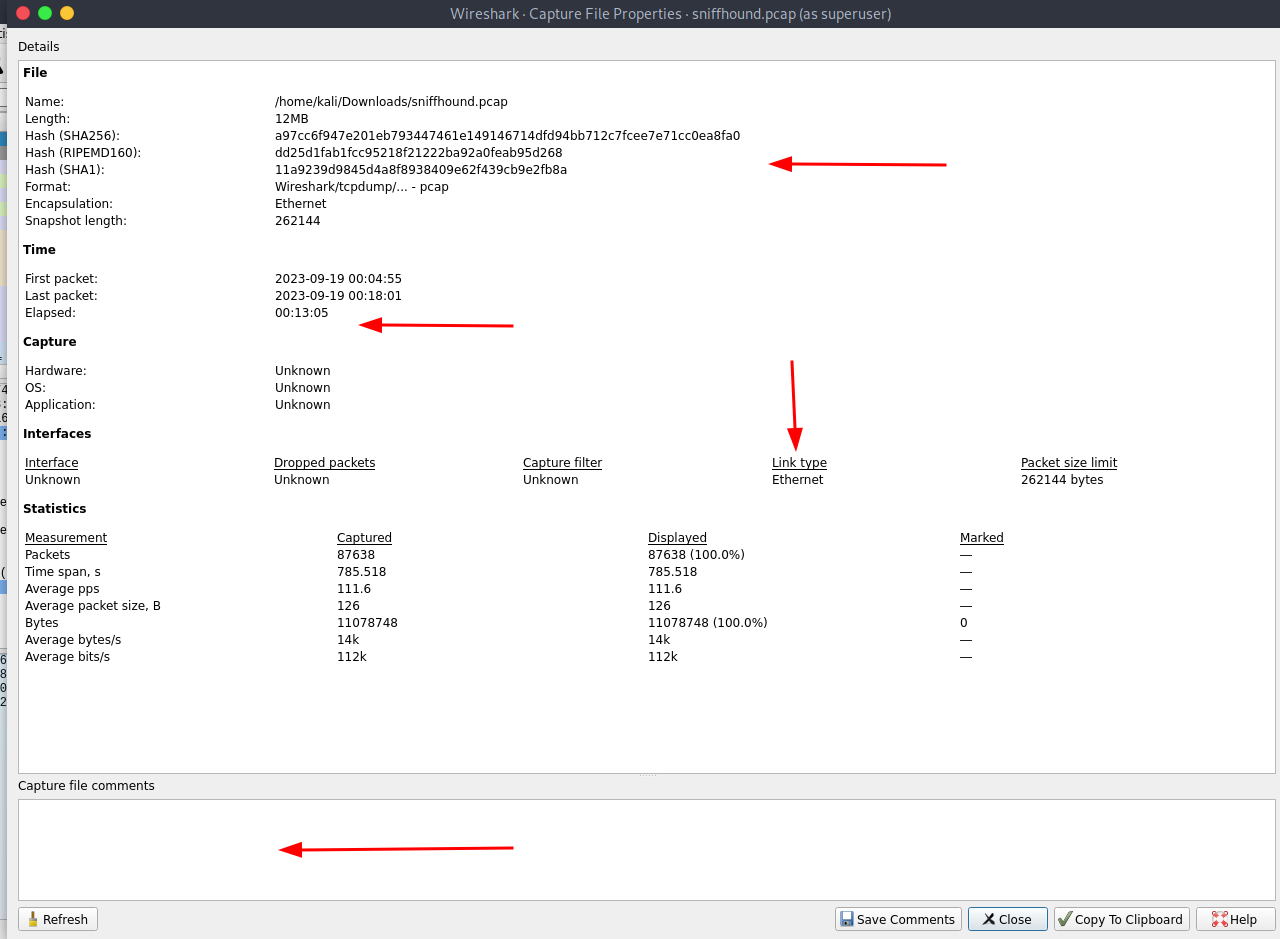 Wireshark · Capture File Properties · sniffhound.pcap (as superuser)
Details
File
Name: /home/kali/Downloads/sniffhound.pcap
Length: 12MB
Hash (SHA256): a97cc6f947e201eb793447461e149146714dfd94bb712c7fcee7e71cc0ea8fa0
Hash (RIPEMD160): dd25d1fab1fcc95218f21222ba92a0feab95d268
Hash (SHA1): 11a9239d9845d4a8f8938409e62f439cb9e2fb8a
Format: Wireshark/tcpdump/... - pcap
Encapsulation: Ethernet
Snapshot length: 262144
Time
First packet: 2023-09-19 00:04:55
Last packet: 2023-09-19 00:18:01
Elapsed: 00:13:05
Capture
Hardware: Unknown
OS: Unknown
Application: Unknown
Interfaces
Interface Dropped packets Capture filter Link type Packet size limit
Unknown Unknown Unknown Ethernet 262144 bytes
Statistics
Measurement Captured Displayed Marked
Packets 87638 87638 (100.0%) —
Time span, s 785.518 785.518 —
Average pps 111.6 111.6 —
Average packet size, B 126 126 —
Bytes 11078748 11078748 (100.0%) 0
Average bytes/s 14k 14k —
Average bits/s 112k 112k —
Capture file comments
Refresh Save Comments Close Copy To Clipboard Help